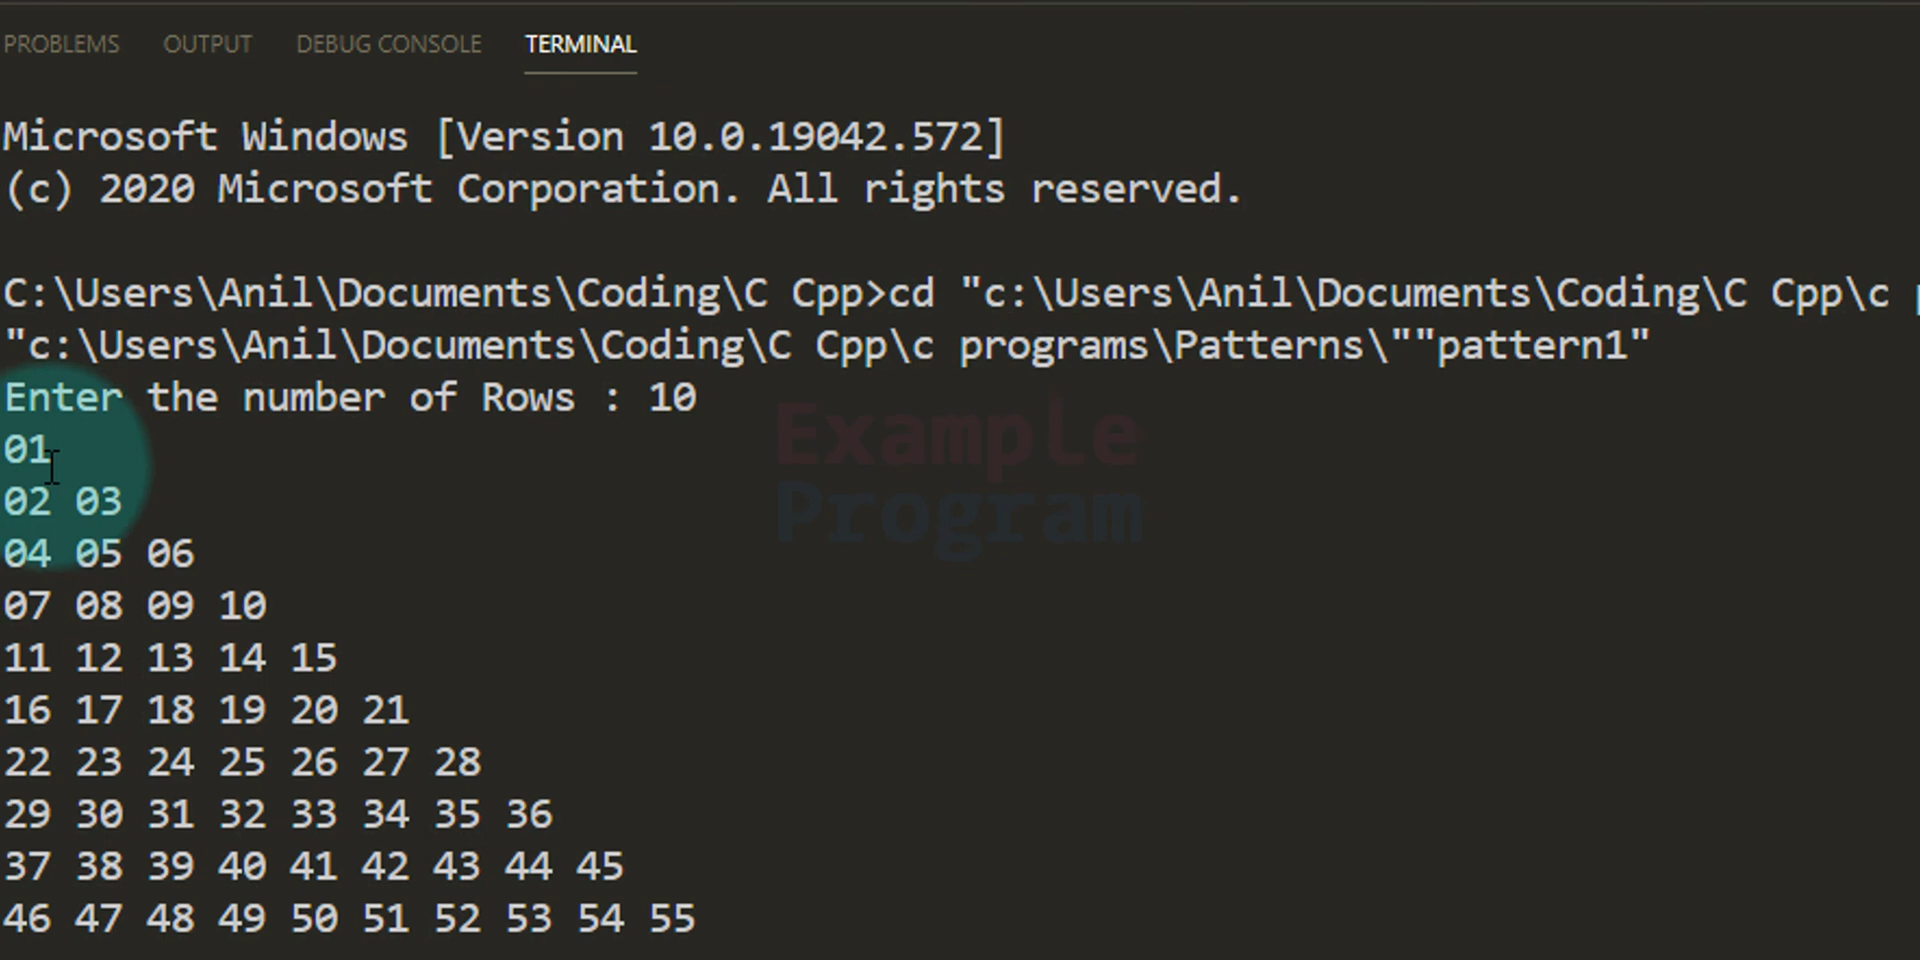 PROBLEMS OUTPUT DEBUG CONSOLE TERMINAL
Microsoft Windows [Version 10.0.19042.572]
(c) 2020 Microsoft Corporation. All rights reserved.
C:\Users\Anil\Documents\Coding\C Cpp>cd "c:\Users\Anil\Documents\Coding\C Cpp\c
"c:\Users\Anil\Documents\Coding\C Cpp\c programs\Patterns\""pattern1"
Enter the number of Rows : 10
Example
Program
01
02 03
04 05 06
07 08 09 10
11 12 13 14 15
16 17 18 19 20 21
22 23 24 25 26 27 28
29 30 31 32 33 34 35 36
37 38 39 40 41 42 43 44 45
46 47 48 49 50 51 52 53 54 55